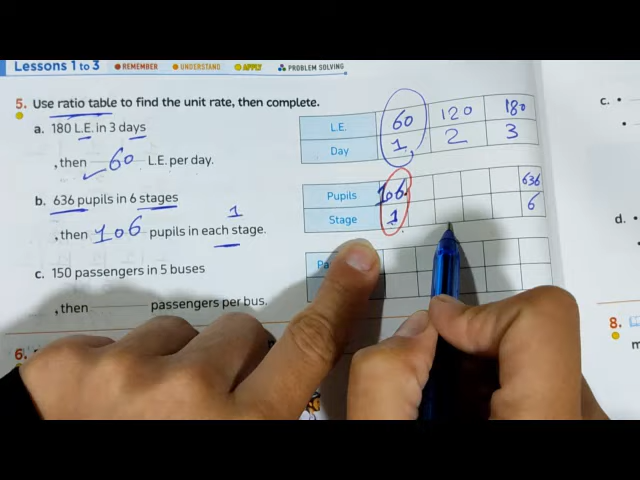 Lessons 1 to 3 REMEMBER UNDERSTAND APPLY PROBLEM SOLVING
5. Use ratio table to find the unit rate, then complete.
a. 180 L.E. in 3 days
, then 60 L.E. per day.
L.E. 60 120 180
Day 1 2 3
b. 636 pupils in 6 stages
1
, then 106 pupils in each stage.
Pupils 106 636
Stage 1 6
c. 150 passengers in 5 buses
, then passengers per bus.
6.
c. •
d. •
8.